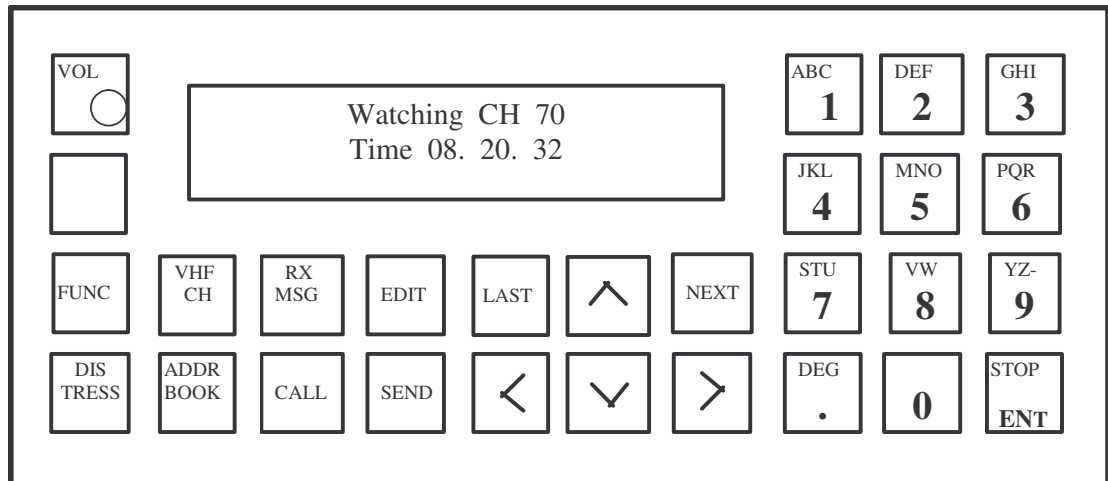 VOL
Watching CH 70
Time 08. 20. 32
ABC
1
DEF
2
GHI
3
JKL
4
MNO
5
PQR
6
FUNC
VHF
CH
RX
MSG
EDIT
LAST
NEXT
STU
7
VW
8
YZ-
9
DIS
TRESS
ADDR
BOOK
CALL
SEND
DEG
.
0
STOP
ENT